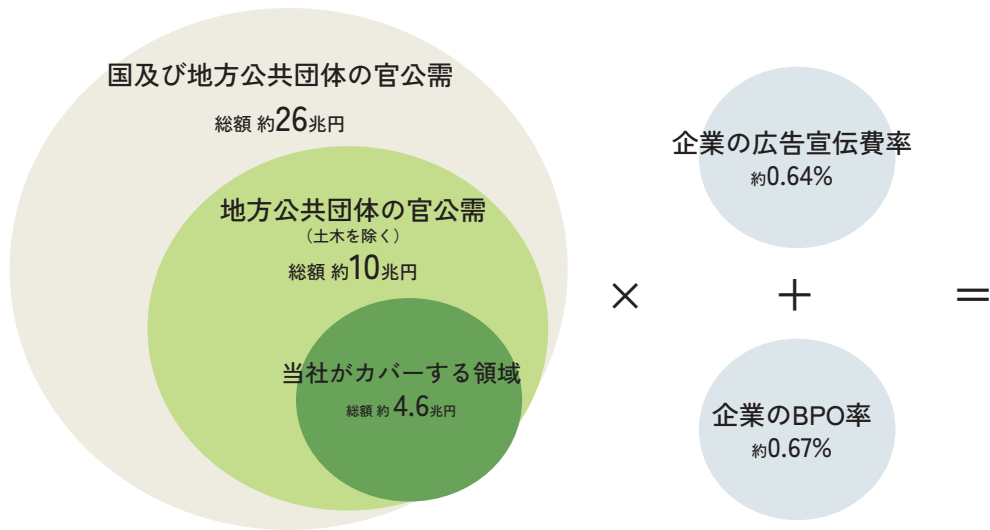 国及び地方公共団体の官公需
総額 約26兆円
地方公共団体の官公需
（土木を除く）
総額 約10兆円
当社がカバーする領域
総額 約4.6兆円
×
企業の広告宣伝費率
約0.64%
＋
企業のBPO率
約0.67%
＝